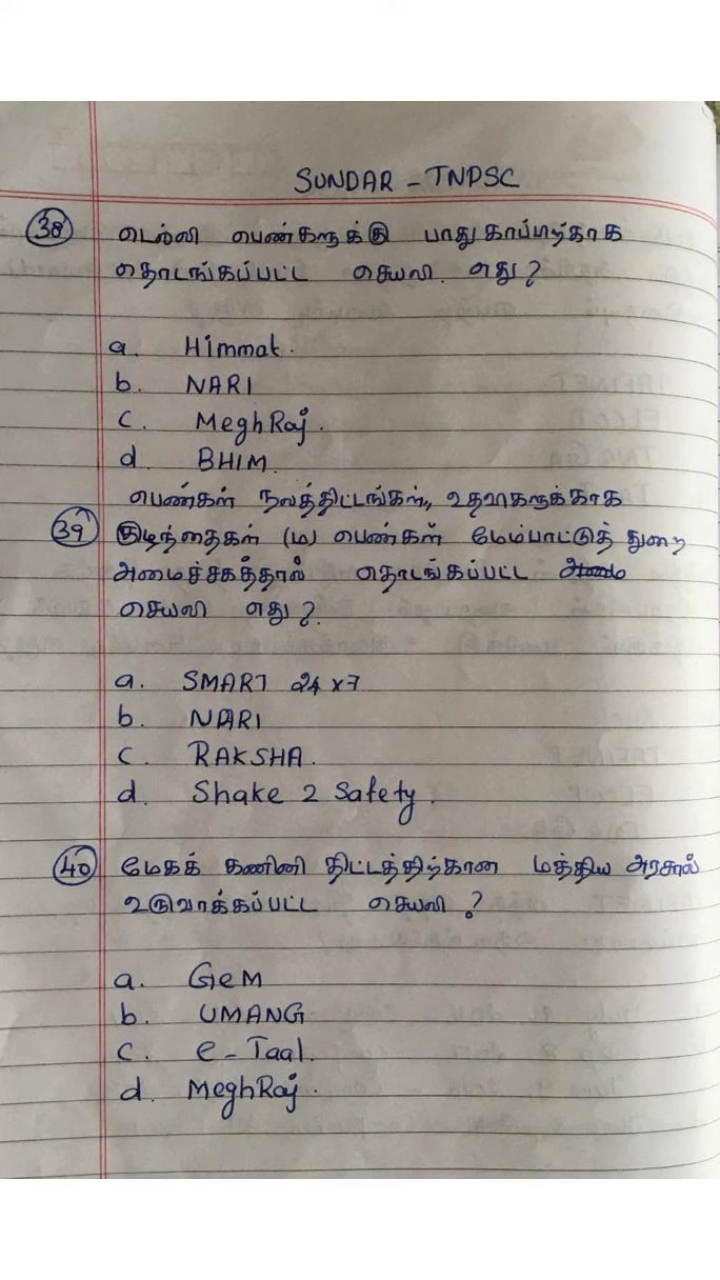 SUNDAR - TNPSC
38 டெல்லி பெண்களுக்கு பாதுகாப்பிற்காக
தொடங்கப்பட்ட செயலி. எது?
a. Himmat.
b. NARI
c. MeghRaj.
d. BHIM.
பெண்கள் நலத்திட்டங்கள், உதவிகளுக்காக
39 குழந்தைகள் (ம) பெண்கள் மேம்பாட்டுத் துறை
அமைச்சகத்தால் தொடங்கப்பட்ட
செயலி எது?
a. SMART 24x7
b. NARI
c. RAKSHA.
d. Shake 2 Safety.
40 மேகக் கணினி திட்டத்திற்கான மத்திய அரசால்
உருவாக்கப்பட்ட செயலி?
a. GeM
b. UMANG
c. e-Taal.
d. MeghRaj.